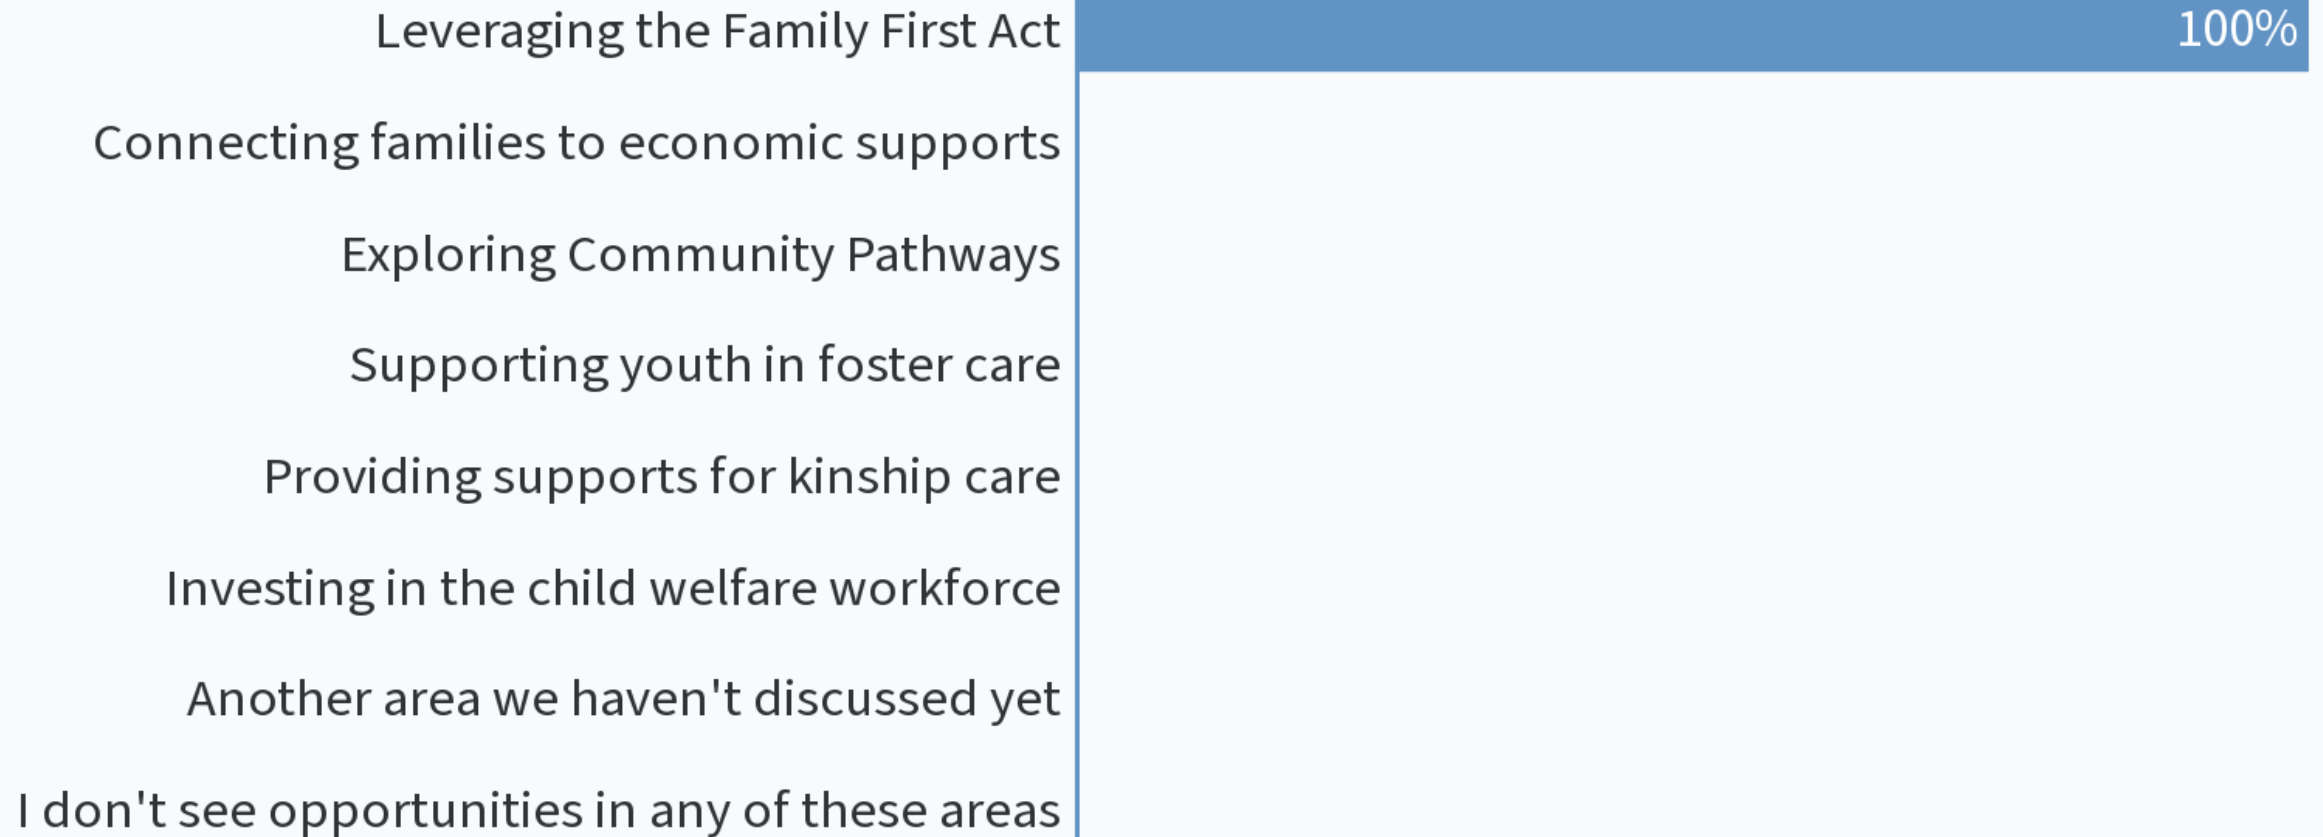 Leveraging the Family First Act 100%
Connecting families to economic supports
Exploring Community Pathways
Supporting youth in foster care
Providing supports for kinship care
Investing in the child welfare workforce
Another area we haven't discussed yet
I don't see opportunities in any of these areas